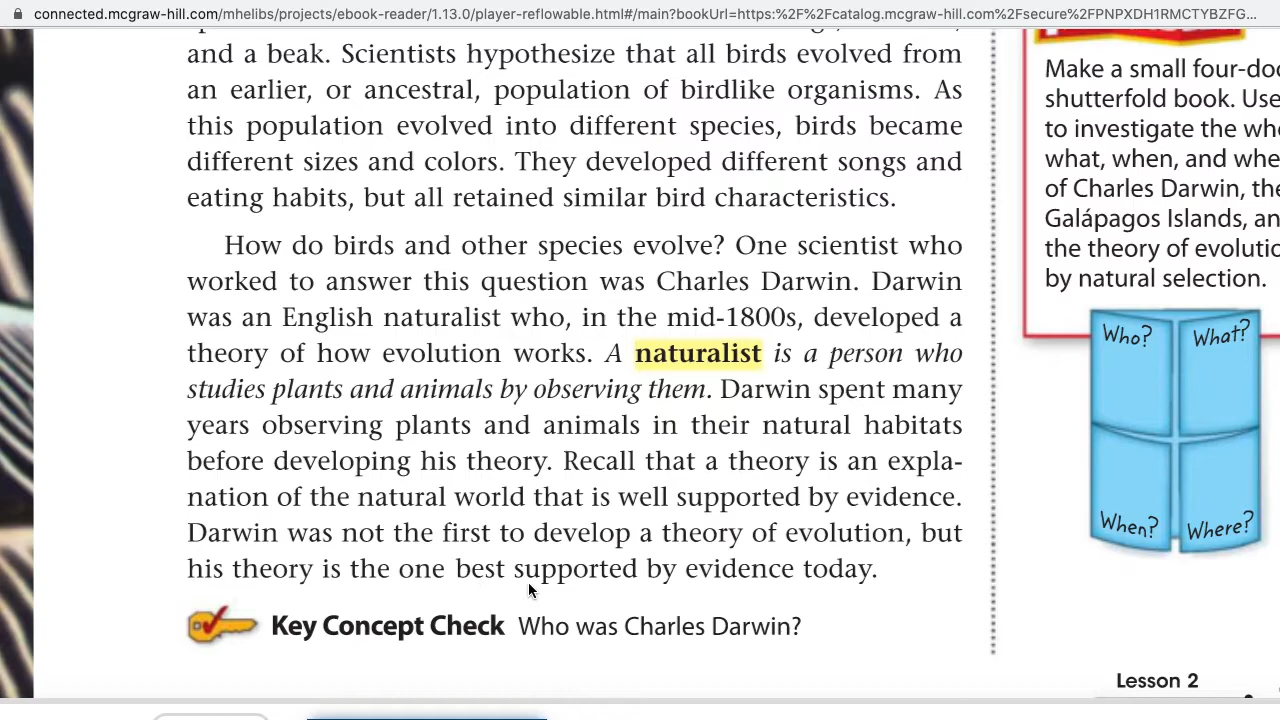 connected.mcgraw-hill.com/mhelibs/projects/ebook-reader/1.13.0/player-reflowable.html#/main?bookUrl=https:%2F%2Fcatalog.mcgraw-hill.com%2Fsecure%2FPNPXDH1RMCTYBZFG...
and a beak. Scientists hypothesize that all birds evolved from
an earlier, or ancestral, population of birdlike organisms. As
this population evolved into different species, birds became
different sizes and colors. They developed different songs and
eating habits, but all retained similar bird characteristics.
How do birds and other species evolve? One scientist who
worked to answer this question was Charles Darwin. Darwin
was an English naturalist who, in the mid-1800s, developed a
theory of how evolution works. A naturalist is a person who
studies plants and animals by observing them. Darwin spent many
years observing plants and animals in their natural habitats
before developing his theory. Recall that a theory is an expla-
nation of the natural world that is well supported by evidence.
Darwin was not the first to develop a theory of evolution, but
his theory is the one best supported by evidence today.
Key Concept Check Who was Charles Darwin?
Make a small four-doo
shutterfold book. Use
to investigate the who
what, when, and whe
of Charles Darwin, the
Galápagos Islands, an
the theory of evolutio
by natural selection.
Who? What?
When? Where?
Lesson 2